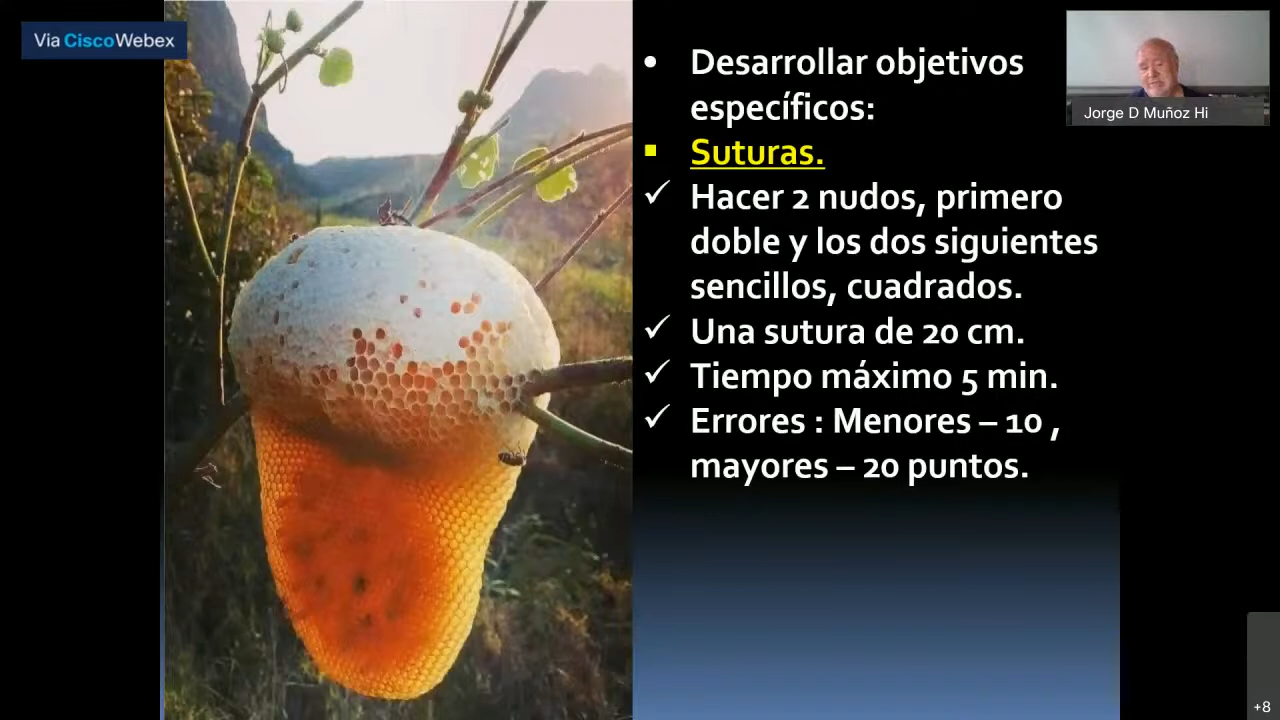 Vía CiscoWebex
Desarrollar objetivos
específicos:
Suturas.
Hacer 2 nudos, primero
doble y los dos siguientes
sencillos, cuadrados.
Una sutura de 20 cm.
Tiempo máximo 5 min.
Errores : Menores – 10 ,
mayores – 20 puntos.
Jorge D Muñoz Hi
+8